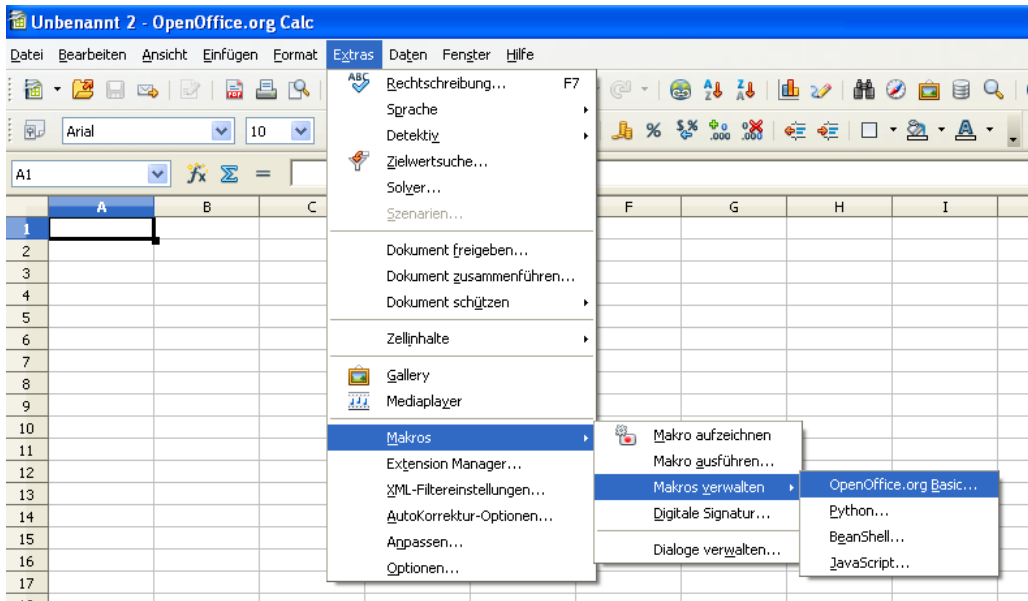 Unbenannt 2 - OpenOffice.org Calc
Datei Bearbeiten Ansicht Einfügen Format Extras Daten Fenster Hilfe
Rechtschreibung... F7
Sprache
Detektiv
Zielwertsuche...
Solver...
Szenarien...
Dokument freigeben...
Dokument zusammenführen...
Dokument schützen
Zellinhalte
Gallery
Mediaplayer
Makros
Extension Manager...
XML-Filtereinstellungen...
AutoKorrektur-Optionen...
Anpassen...
Optionen...
Makro aufzeichnen
Makro ausführen...
Makros verwalten
Digitale Signatur...
Dialoge verwalten...
OpenOffice.org Basic...
Python...
BeanShell...
JavaScript...
Arial 10
A1
A B C F G H I
1
2
3
4
5
6
7
8
9
10
11
12
13
14
15
16
17